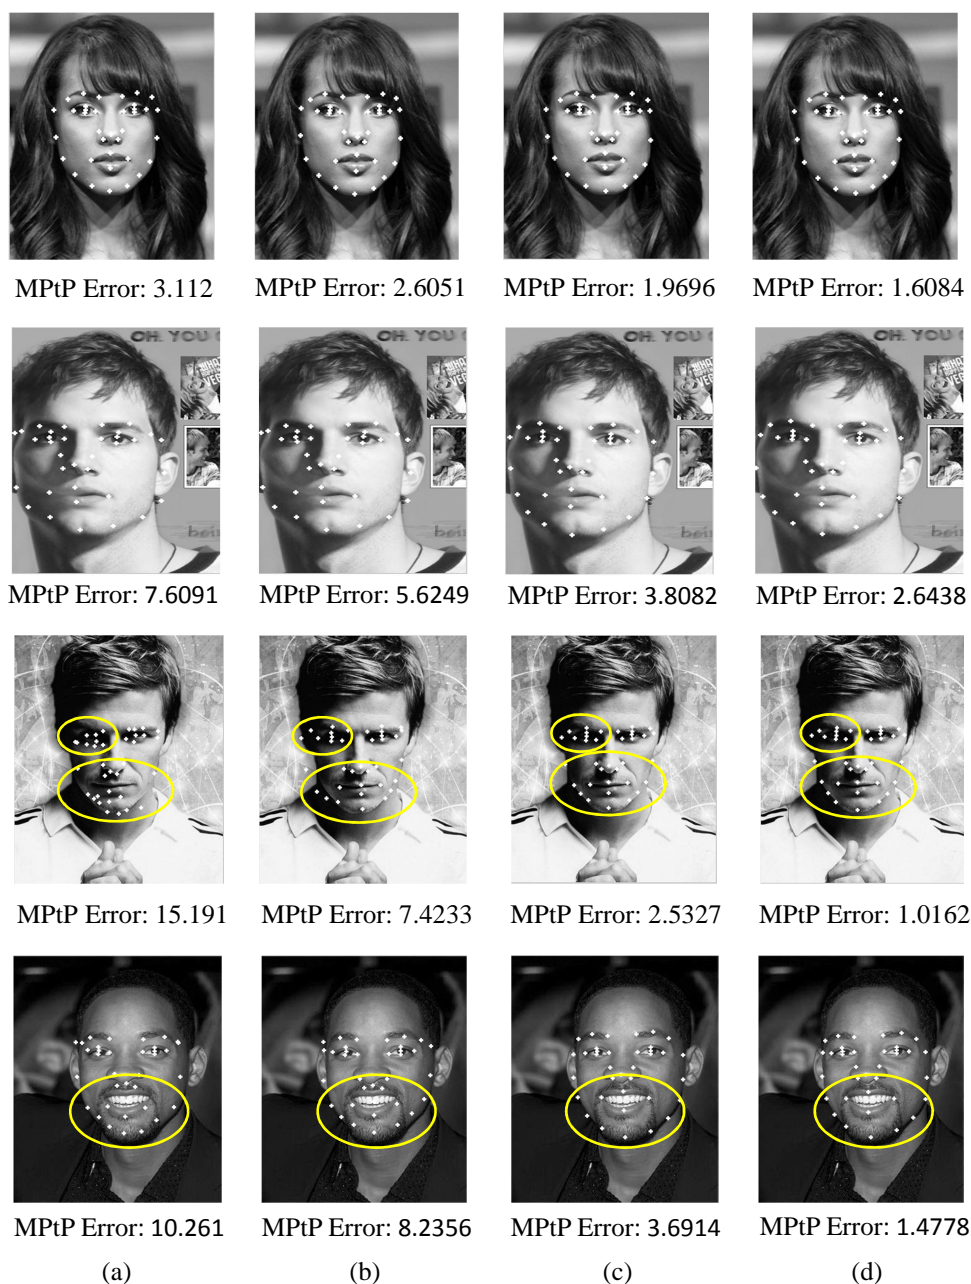 MPtP Error: 3.112 MPtP Error: 2.6051 MPtP Error: 1.9696 MPtP Error: 1.6084
OH. YOU OH. YOU OH. YOU OH. YOU
MPtP Error: 7.6091 MPtP Error: 5.6249 MPtP Error: 3.8082 MPtP Error: 2.6438
MPtP Error: 15.191 MPtP Error: 7.4233 MPtP Error: 2.5327 MPtP Error: 1.0162
MPtP Error: 10.261 MPtP Error: 8.2356 MPtP Error: 3.6914 MPtP Error: 1.4778
(a) (b) (c) (d)